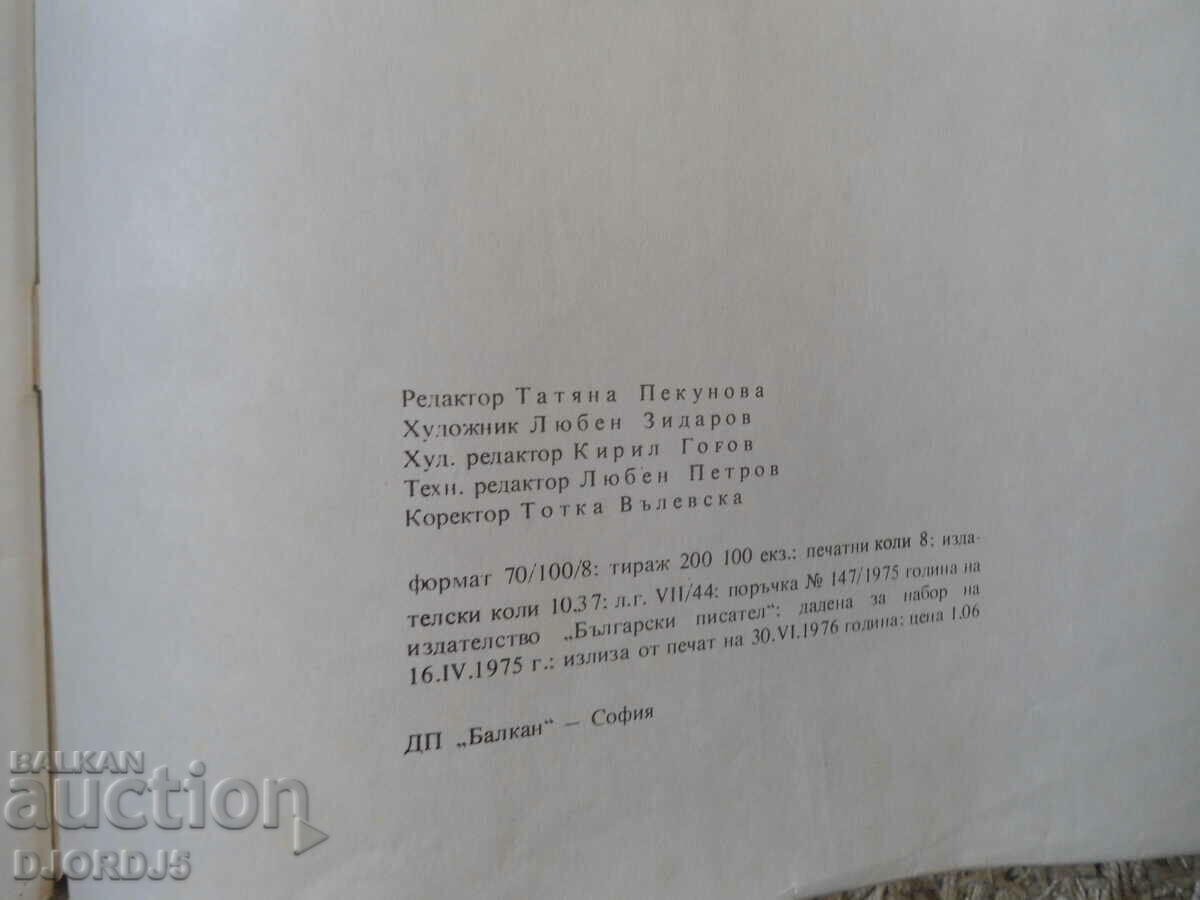 Редактор Татяна Пекунова
Художник Любен Зидаров
Худ. редактор Кирил Гогов
Техн. редактор Любен Петров
Коректор Тотка Вълевска
формат 70/100/8; тираж 200 100 екз.; печатни коли 8; изда-
телски коли 10.37; л.г. VII/44; поръчка № 147/1975 година на
издателство „Български писател“; дадена за набор на
16.IV.1975 г.; излиза от печат на 30.VI.1976 година; цена 1.06
ДП „Балкан“ — София
BALKAN
auction
DJORDJ5